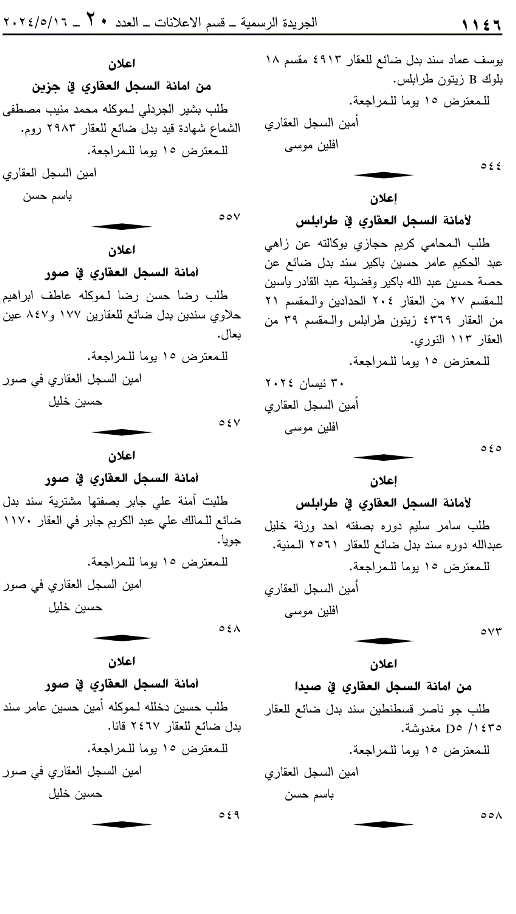 ١١٤٦
الجريدة الرسمية ــ قسم الاعلانات ــ العدد ٢٠ ــ ٢٠٢٤/٥/١٦
يوسف عماد سند بدل ضائع للعقار ٤٩١٣ مقسم ١٨
بلوك B زيتون طرابلس.
للمعترض ١٥ يوما للمراجعة.
أمين السجل العقاري
افلين موسى
٥٤٤
إعلان
لأمانة السجل العقاري في طرابلس
طلب المحامي كريم حجازي بوكالته عن زاهي
عبد الحكيم عامر حسين باكير سند بدل ضائع عن
حصة حسين عبد الله باكير وفضيلة عبد القادر ياسين
للمقسم ٢٧ من العقار ٢٠٤ الحدادين والمقسم ٢١
من العقار ٤٣٦٩ زيتون طرابلس والمقسم ٣٩ من
العقار ١١٣ النوري.
للمعترض ١٥ يوما للمراجعة.
٣٠ نيسان ٢٠٢٤
أمين السجل العقاري
افلين موسى
٥٤٥
إعلان
لأمانة السجل العقاري في طرابلس
طلب سامر سليم دوره بصفته احد ورثة خليل
عبدالله دوره سند بدل ضائع للعقار ٢٥٦١ المنية.
للمعترض ١٥ يوما للمراجعة.
أمين السجل العقاري
افلين موسى
٥٧٣
اعلان
من امانة السجل العقاري في صيدا
طلب جو ناصر قسطنطين سند بدل ضائع للعقار
١٤٣٥/ D5 مغدوشة.
للمعترض ١٥ يوما للمراجعة.
امين السجل العقاري
باسم حسن
٥٥٨
اعلان
من امانة السجل العقاري في جزين
طلب بشير الجردلي لموكله محمد منيب مصطفى
الشماع شهادة قيد بدل ضائع للعقار ٢٩٨٣ روم.
للمعترض ١٥ يوما للمراجعة.
امين السجل العقاري
باسم حسن
٥٥٧
اعلان
أمانة السجل العقاري في صور
طلب رضا حسن رضا لموكله عاطف ابراهيم
حلاوي سندين بدل ضائع للعقارين ١٧٧ و٨٤٧ عين
بعال.
للمعترض ١٥ يوما للمراجعة.
امين السجل العقاري في صور
حسين خليل
٥٤٧
اعلان
أمانة السجل العقاري في صور
طلبت آمنة علي جابر بصفتها مشترية سند بدل
ضائع للمالك علي عبد الكريم جابر في العقار ١١٧٠
جويا.
للمعترض ١٥ يوما للمراجعة.
امين السجل العقاري في صور
حسين خليل
٥٤٨
اعلان
أمانة السجل العقاري في صور
طلب حسين دخلله لموكله أمين حسين عامر سند
بدل ضائع للعقار ٢٤٦٧ قانا.
للمعترض ١٥ يوما للمراجعة.
امين السجل العقاري في صور
حسين خليل
٥٤٩